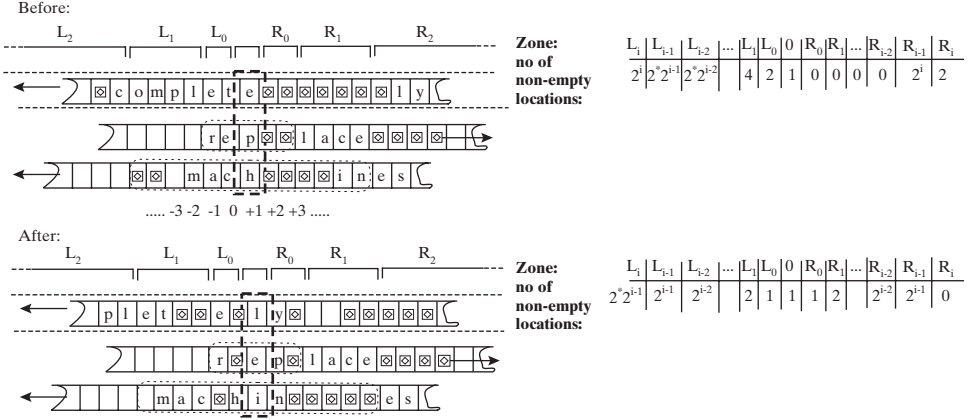 Before:
L2 L1 L0 R0 R1 R2
Zone: Li Li-1 Li-2 ... L1 L0 0 R0 R1 ... Ri-2 Ri-1 Ri
no of non-empty locations: 2^i 2*2^i-1 2*2^i-2 4 2 1 0 0 0 0 2^i 2
c o m p l e t e l y
r e p l a c e
m a c h i n e s
..... -3 -2 -1 0 +1 +2 +3 .....
After:
L2 L1 L0 R0 R1 R2
Zone: Li Li-1 Li-2 ... L1 L0 0 R0 R1 ... Ri-2 Ri-1 Ri
no of non-empty locations: 2*2^i-1 2^i-1 2^i-2 2 1 1 1 2 2^i-2 2^i-1 0
p l e t e l y
r e p l a c e
m a c h i n e s